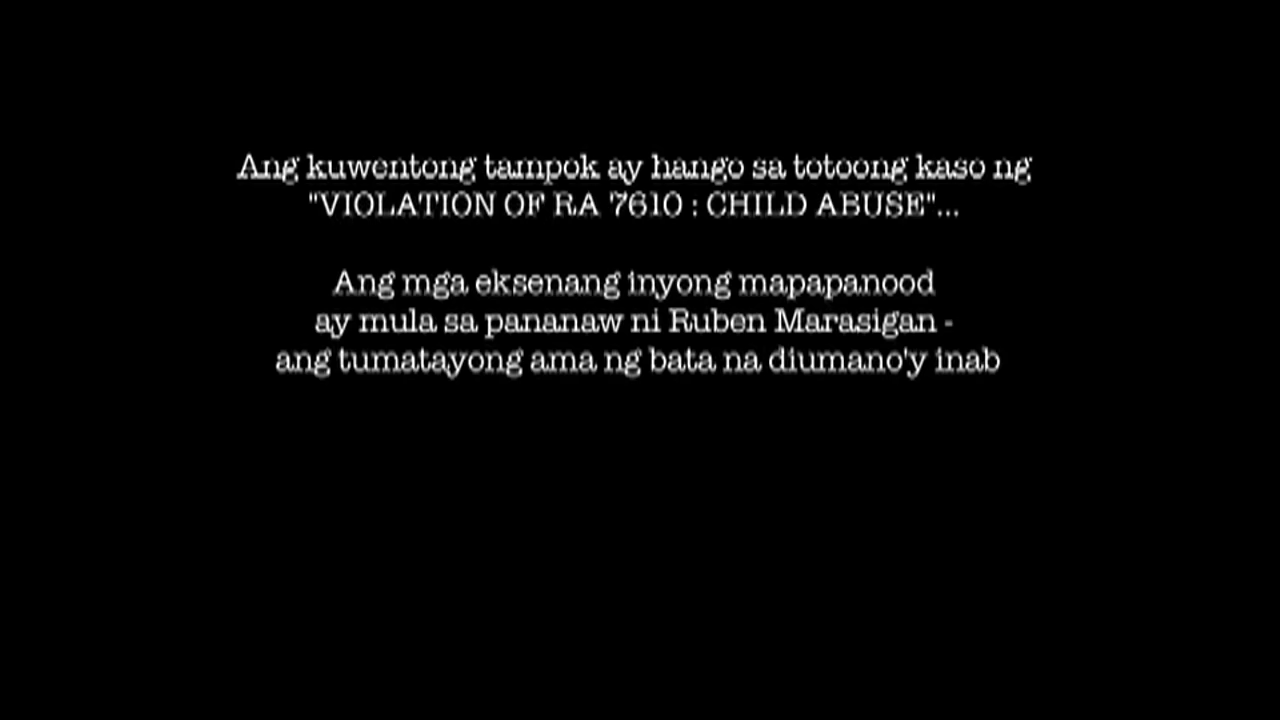 Ang kuwentong tampok ay hango sa totoong kaso ng
"VIOLATION OF RA 7610 : CHILD ABUSE"...
Ang mga eksenang inyong mapapanood
ay mula sa pananaw ni Ruben Marasigan -
ang tumatayong ama ng bata na diumano'y inab